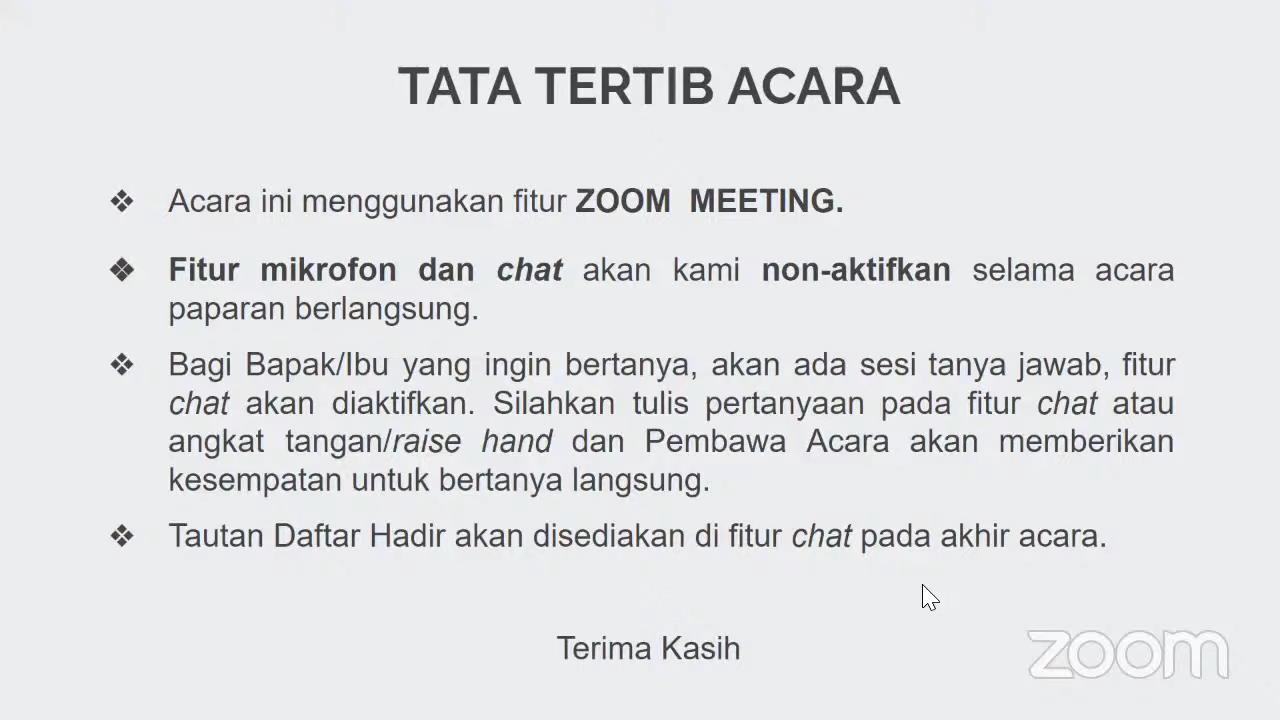 TATA TERTIB ACARA
❖ Acara ini menggunakan fitur ZOOM MEETING.
❖ Fitur mikrofon dan chat akan kami non-aktifkan selama acara
paparan berlangsung.
❖ Bagi Bapak/Ibu yang ingin bertanya, akan ada sesi tanya jawab, fitur
chat akan diaktifkan. Silahkan tulis pertanyaan pada fitur chat atau
angkat tangan/raise hand dan Pembawa Acara akan memberikan
kesempatan untuk bertanya langsung.
❖ Tautan Daftar Hadir akan disediakan di fitur chat pada akhir acara.
Terima Kasih
zoom